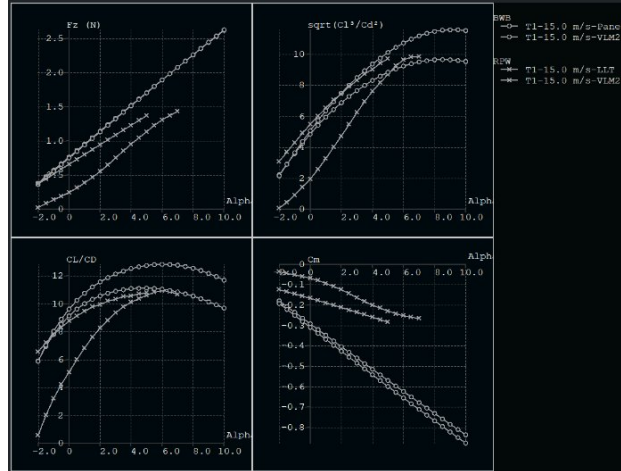 Fz (N)
2.5
2.0
1.5
1.0
0.5
0
-2.0 0 2.0 4.0 6.0 8.0 10.0
Alpha
sqrt(Cl³/Cd²)
10
8
6
4
2
0
-2.0 0 2.0 4.0 6.0 8.0 10.0
Alpha
BWB
T1-15.0 m/s-Pane
T1-15.0 m/s-VLM2
RPW
T1-15.0 m/s-LLT
T1-15.0 m/s-VLM2
CL/CD
12
10
8
6
4
2
0
-2.0 0 2.0 4.0 6.0 8.0 10.0
Alpha
Cm
0
-2.0 0 2.0 4.0 6.0 8.0 10.0
Alpha
-0.1
-0.2
-0.3
-0.4
-0.5
-0.6
-0.7
-0.8